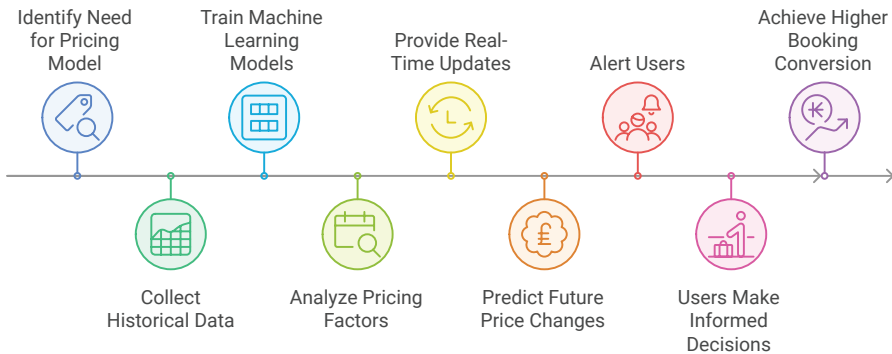 Identify Need
for Pricing
Model
Train Machine
Learning
Models
Provide Real-
Time Updates
Alert Users
Achieve Higher
Booking
Conversion
Collect
Historical Data
Analyze Pricing
Factors
Predict Future
Price Changes
Users Make
Informed
Decisions